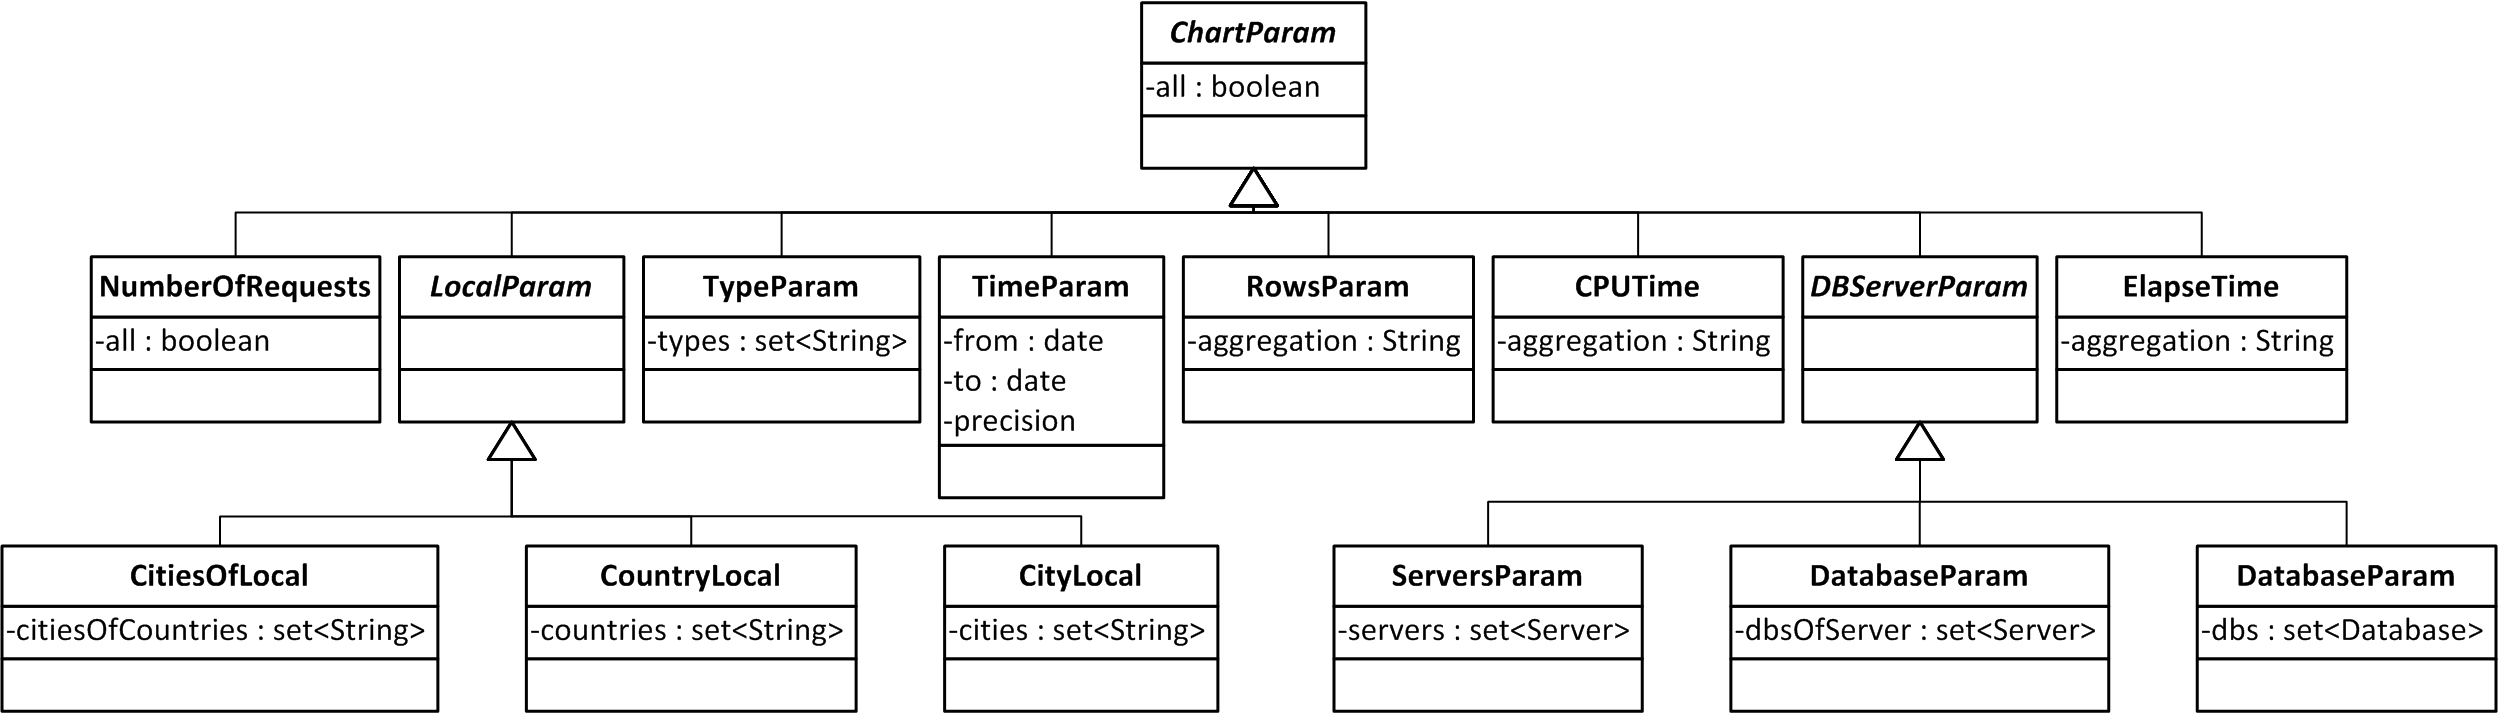 ChartParam
-all : boolean
NumberOfRequests
-all : boolean
LocalParam
TypeParam
-types : set<String>
TimeParam
-from : date
-to : date
-precision
RowsParam
-aggregation : String
CPUTime
-aggregation : String
DBServerParam
ElapseTime
-aggregation : String
CitiesOfLocal
-citiesOfCountries : set<String>
CountryLocal
-countries : set<String>
CityLocal
-cities : set<String>
ServersParam
-servers : set<Server>
DatabaseParam
-dbsOfServer : set<Server>
DatabaseParam
-dbs : set<Database>